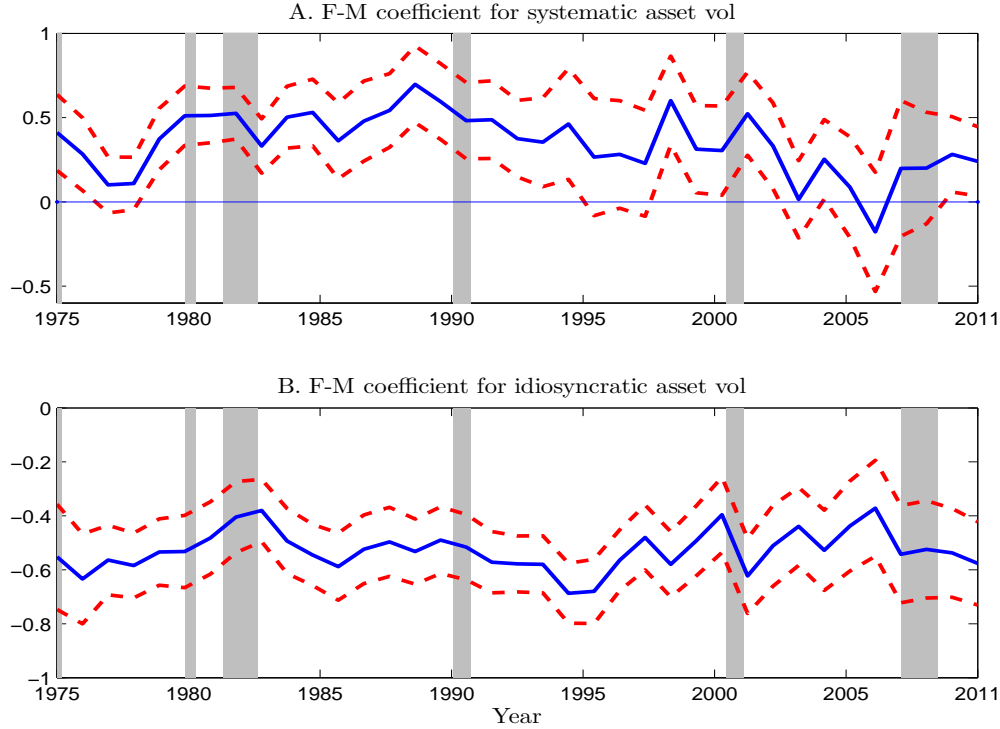 A. F-M coefficient for systematic asset vol
1
0.5
0
−0.5
1975 1980 1985 1990 1995 2000 2005 2011
B. F-M coefficient for idiosyncratic asset vol
0
−0.2
−0.4
−0.6
−0.8
−1
1975 1980 1985 1990 1995 2000 2005 2011
Year